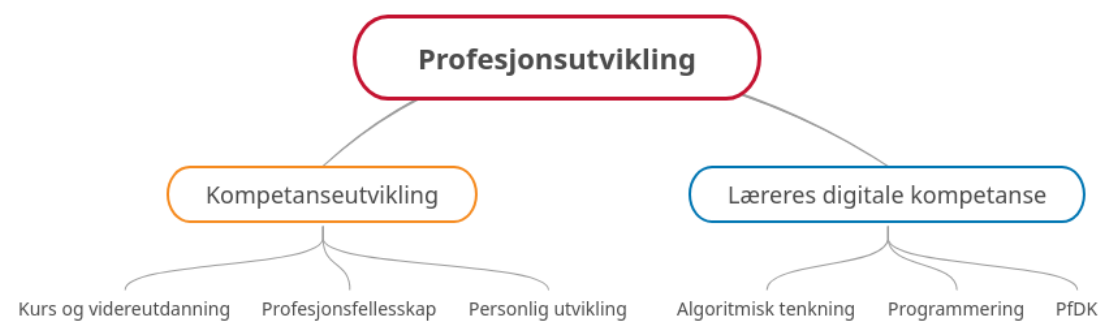 Profesjonsutvikling
Kompetanseutvikling
Læreres digitale kompetanse
Kurs og videreutdanning
Profesjonsfellesskap
Personlig utvikling
Algoritmisk tenkning
Programmering
PfDK